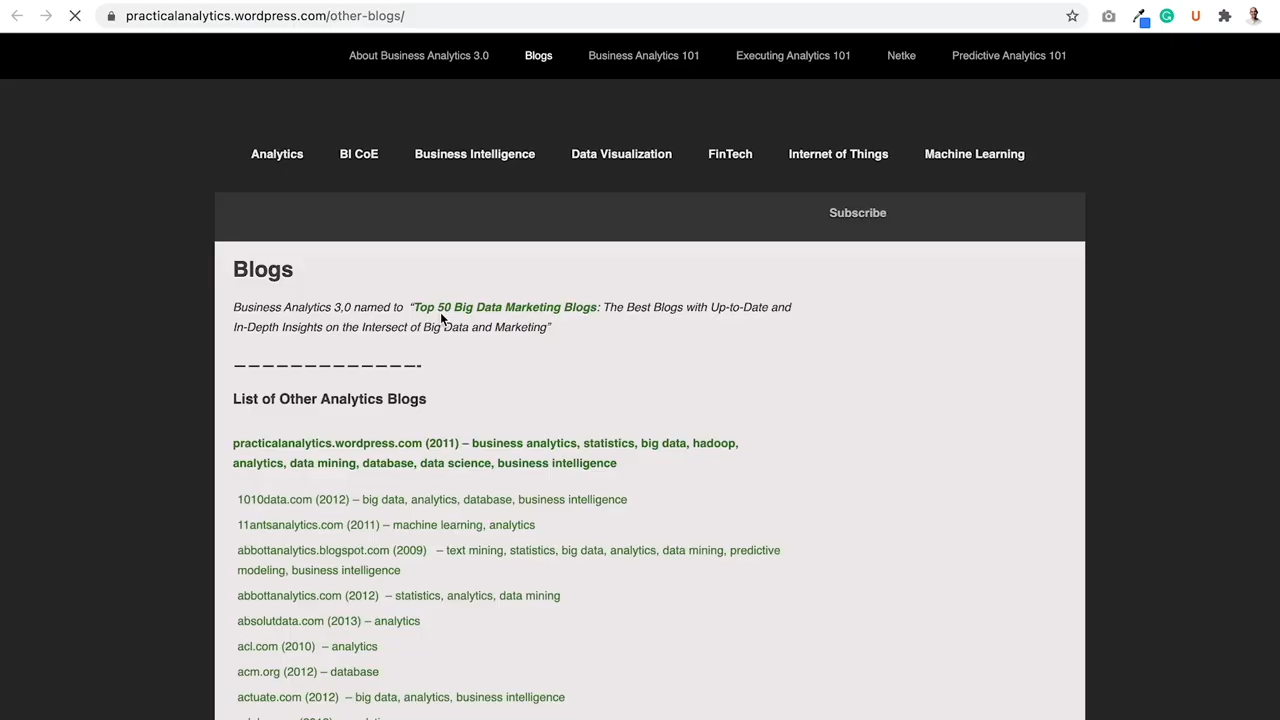 practicalanalytics.wordpress.com/other-blogs/
U
About Business Analytics 3.0 Blogs Business Analytics 101 Executing Analytics 101 Netke Predictive Analytics 101
Analytics BI CoE Business Intelligence Data Visualization FinTech Internet of Things Machine Learning
Subscribe
Blogs
Business Analytics 3,0 named to “Top 50 Big Data Marketing Blogs: The Best Blogs with Up-to-Date and
In-Depth Insights on the Intersect of Big Data and Marketing”
— — — — — — — — — — — — —-
List of Other Analytics Blogs
practicalanalytics.wordpress.com (2011) – business analytics, statistics, big data, hadoop,
analytics, data mining, database, data science, business intelligence
1010data.com (2012) – big data, analytics, database, business intelligence
11antsanalytics.com (2011) – machine learning, analytics
abbottanalytics.blogspot.com (2009) – text mining, statistics, big data, analytics, data mining, predictive
modeling, business intelligence
abbottanalytics.com (2012) – statistics, analytics, data mining
absolutdata.com (2013) – analytics
acl.com (2010) – analytics
acm.org (2012) – database
actuate.com (2012) – big data, analytics, business intelligence